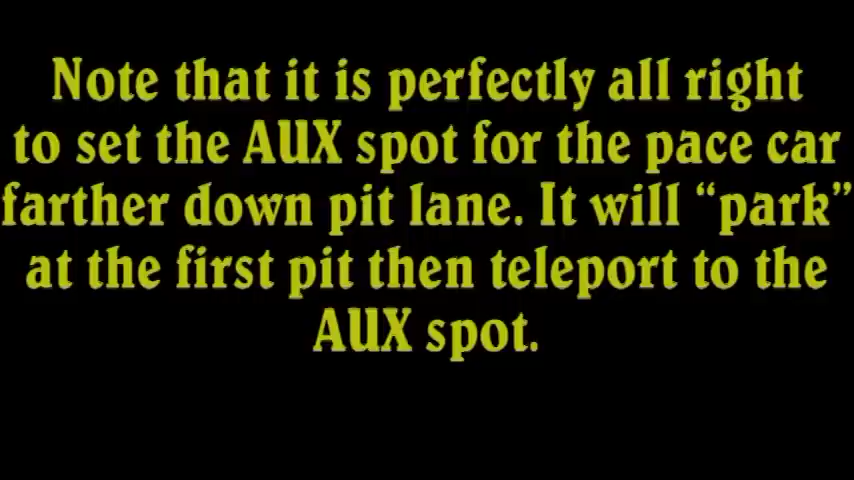 Note that it is perfectly all right
to set the AUX spot for the pace car
farther down pit lane. It will “park”
at the first pit then teleport to the
AUX spot.